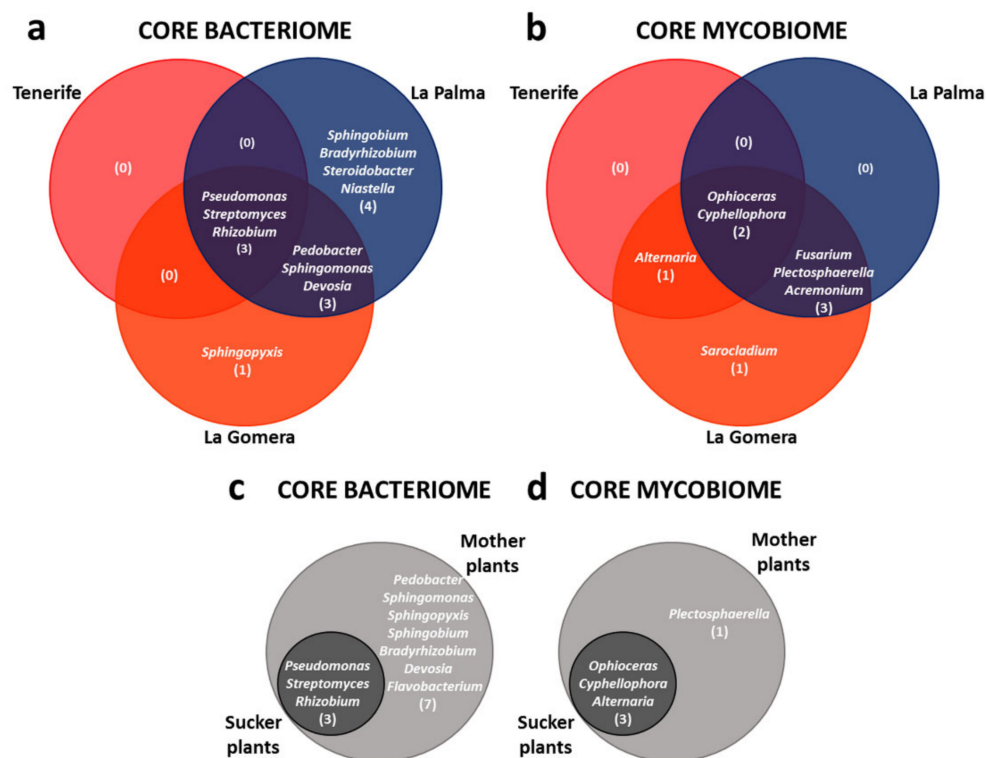 a CORE BACTERIOME
Tenerife
La Palma
(0)
(0)
Sphingobium
Bradyrhizobium
Steroidobacter
Niastella
(4)
Pseudomonas
Streptomyces
Rhizobium
(3)
(0)
Pedobacter
Sphingomonas
Devosia
(3)
Sphingopyxis
(1)
La Gomera
b CORE MYCOBIOME
Tenerife
La Palma
(0)
(0)
(0)
Ophioceras
Cyphellophora
(2)
Alternaria
(1)
Fusarium
Plectosphaerella
Acremonium
(3)
Sarocladium
(1)
La Gomera
c CORE BACTERIOME
Mother
plants
Pedobacter
Sphingomonas
Sphingopyxis
Sphingobium
Bradyrhizobium
Devosia
Flavobacterium
(7)
Pseudomonas
Streptomyces
Rhizobium
(3)
Sucker
plants
d CORE MYCOBIOME
Mother
plants
Plectosphaerella
(1)
Ophioceras
Cyphellophora
Alternaria
(3)
Sucker
plants